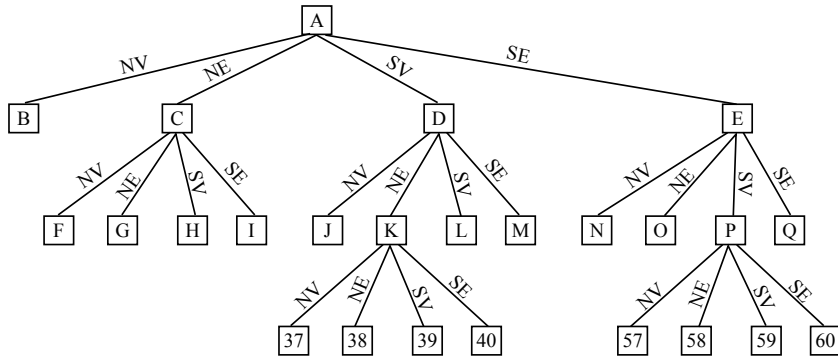 A
NV NE SV SE
B C D E
NV NE SV SE NV NE SV SE NV NE SV SE
F G H I J K L M N O P Q
NV NE SV SE NV NE SV SE
37 38 39 40 57 58 59 60